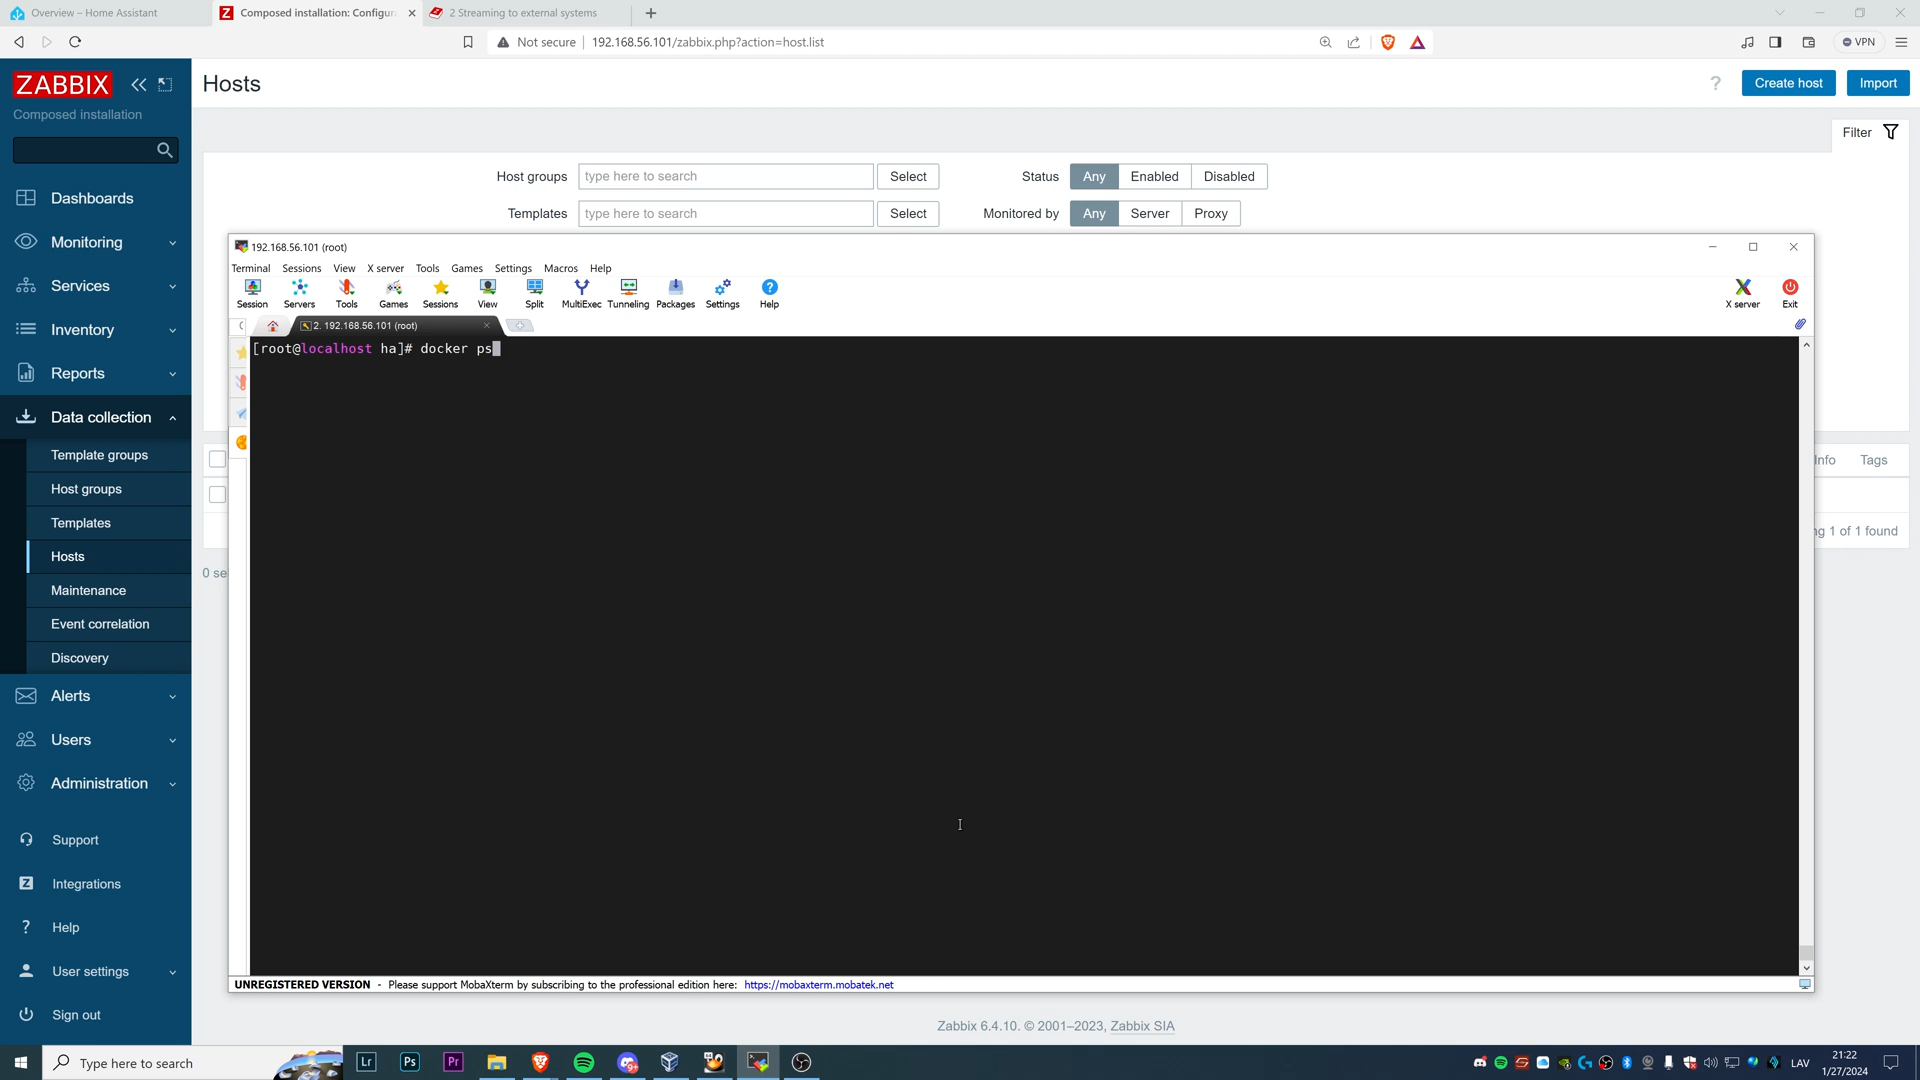 Overview – Home Assistant
Composed installation: Configur
2 Streaming to external systems
Not secure
192.168.56.101/zabbix.php?action=host.list
VPN
ZABBIX
Composed installation
Dashboards
Monitoring
Services
Inventory
Reports
Data collection
Template groups
Host groups
Templates
Hosts
Maintenance
Event correlation
Discovery
Alerts
Users
Administration
Support
Integrations
Help
User settings
Sign out
Hosts
Create host
Import
Filter
Host groups
type here to search
Select
Status
Any
Enabled
Disabled
Templates
type here to search
Select
Monitored by
Any
Server
Proxy
192.168.56.101 (root)
Terminal Sessions View X server Tools Games Settings Macros Help
Session Servers Tools Games Sessions View Split MultiExec Tunneling Packages Settings Help
X server Exit
2. 192.168.56.101 (root)
[root@localhost ha]# docker ps
Info Tags
ng 1 of 1 found
0 se
UNREGISTERED VERSION - Please support MobaXterm by subscribing to the professional edition here: https://mobaxterm.mobatek.net
Zabbix 6.4.10. © 2001–2023, Zabbix SIA
Type here to search
Lr
Ps
Pr
LAV
21:22
1/27/2024